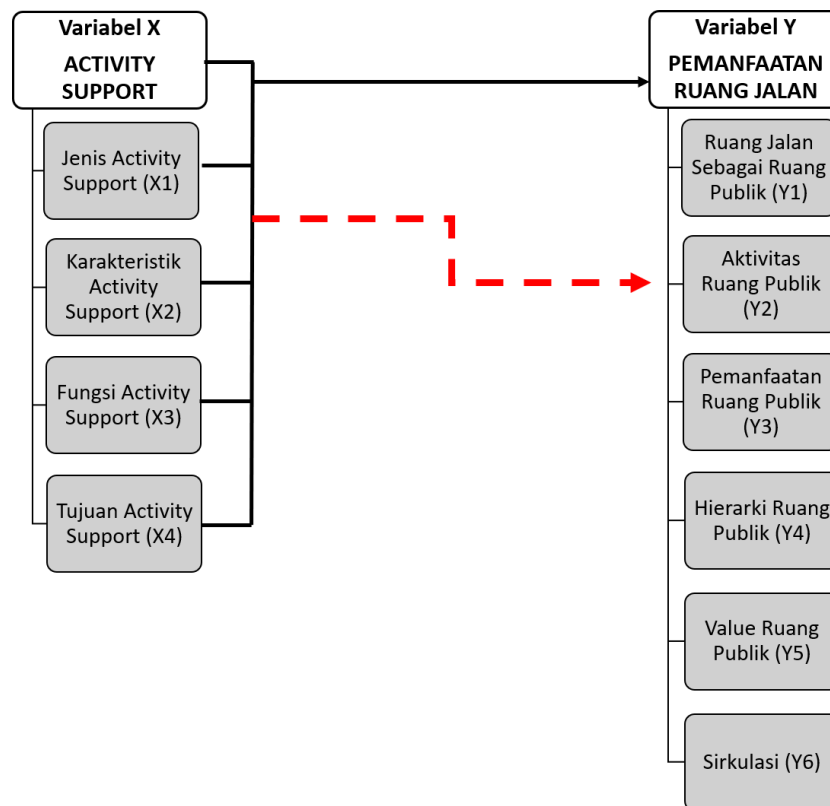 Variabel X
ACTIVITY
SUPPORT
Jenis Activity
Support (X1)
Karakteristik
Activity
Support (X2)
Fungsi Activity
Support (X3)
Tujuan Activity
Support (X4)
Variabel Y
PEMANFAATAN
RUANG JALAN
Ruang Jalan
Sebagai Ruang
Publik (Y1)
Aktivitas
Ruang Publik
(Y2)
Pemanfaatan
Ruang Publik
(Y3)
Hierarki Ruang
Publik (Y4)
Value Ruang
Publik (Y5)
Sirkulasi (Y6)